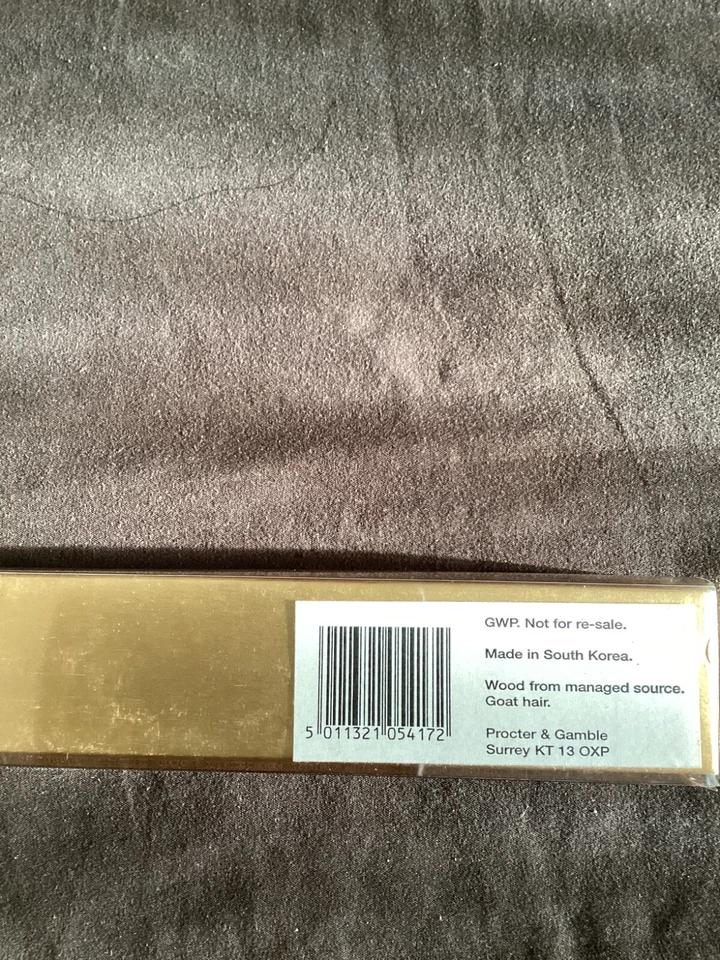 GWP. Not for re-sale.
Made in South Korea.
Wood from managed source.
Goat hair.
Procter & Gamble
Surrey KT 13 OXP
5 011321 054172